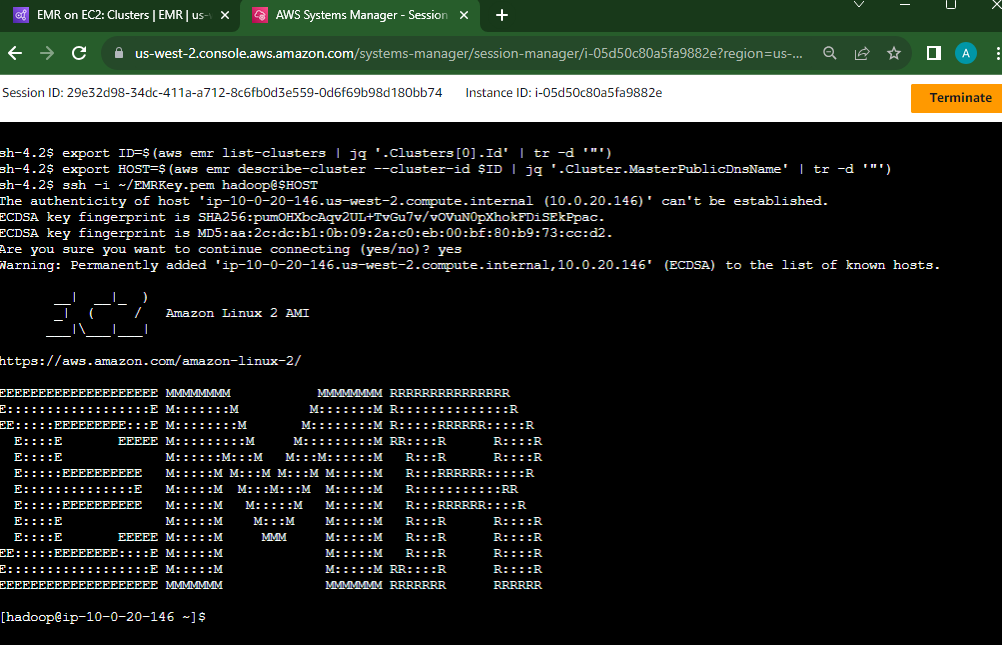 EMR on EC2: Clusters | EMR | us-w
AWS Systems Manager - Session
us-west-2.console.aws.amazon.com/systems-manager/session-manager/i-05d50c80a5fa9882e?region=us-...
A
Session ID: 29e32d98-34dc-411a-a712-8c6fb0d3e559-0d6f69b98d180bb74 Instance ID: i-05d50c80a5fa9882e
Terminate
sh-4.2$ export ID=$(aws emr list-clusters | jq '.Clusters[0].Id' | tr -d '"')
sh-4.2$ export HOST=$(aws emr describe-cluster --cluster-id $ID | jq '.Cluster.MasterPublicDnsName' | tr -d '"')
sh-4.2$ ssh -i ~/EMRKey.pem hadoop@$HOST
The authenticity of host 'ip-10-0-20-146.us-west-2.compute.internal (10.0.20.146)' can't be established.
ECDSA key fingerprint is SHA256:pumOHXbcAqv2UL+TvGu7v/vOVuN0pXhokFDiSEkPpac.
ECDSA key fingerprint is MD5:aa:2c:dc:b1:0b:09:2a:c0:eb:00:bf:80:b9:73:cc:d2.
Are you sure you want to continue connecting (yes/no)? yes
Warning: Permanently added 'ip-10-0-20-146.us-west-2.compute.internal,10.0.20.146' (ECDSA) to the list of known hosts.
       __|  __|_  )
       _|  (     /   Amazon Linux 2 AMI
      ___|\___|___|
https://aws.amazon.com/amazon-linux-2/
EEEEEEEEEEEEEEEEEEEE MMMMMMMM           MMMMMMMM RRRRRRRRRRRRRRR
E::::::::::::::::::E M:::::::M         M:::::::M R::::::::::::::R
EE:::::EEEEEEEEE:::E M::::::::M       M::::::::M R:::::RRRRRR:::::R
  E::::E       EEEEE M:::::::::M     M:::::::::M RR::::R      R::::R
  E::::E             M::::::M:::M   M:::M::::::M   R:::R      R::::R
  E:::::EEEEEEEEEE   M:::::M M:::M M:::M M:::::M   R:::RRRRRR:::::R
  E::::::::::::::E   M:::::M  M:::M:::M  M:::::M   R:::::::::::RR
  E:::::EEEEEEEEEE   M:::::M   M:::::M   M:::::M   R:::RRRRRR::::R
  E::::E             M:::::M    M:::M    M:::::M   R:::R      R::::R
  E::::E       EEEEE M:::::M     MMM     M:::::M   R:::R      R::::R
EE:::::EEEEEEEE::::E M:::::M             M:::::M   R:::R      R::::R
E::::::::::::::::::E M:::::M             M:::::M RR::::R      R::::R
EEEEEEEEEEEEEEEEEEEE MMMMMMM             MMMMMMM RRRRRRR      RRRRRR
[hadoop@ip-10-0-20-146 ~]$